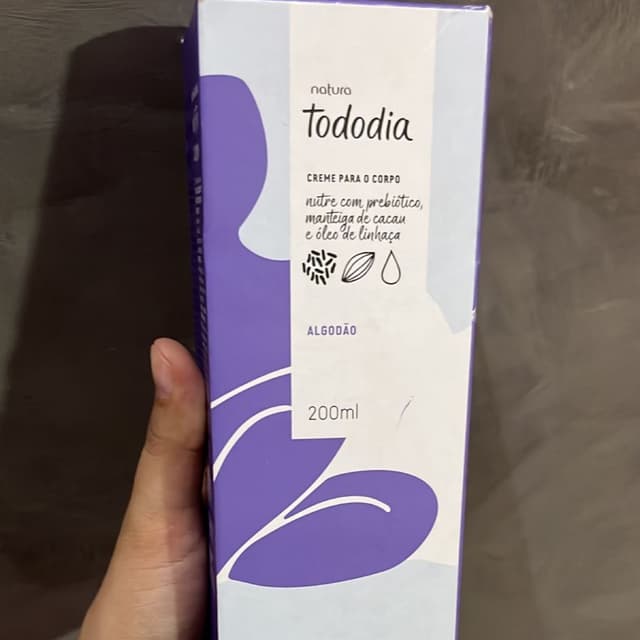 natura
tododia
CREME PARA O CORPO
nutre com prebiótico,
manteiga de cacau
e óleo de linhaça
ALGODÃO
200ml